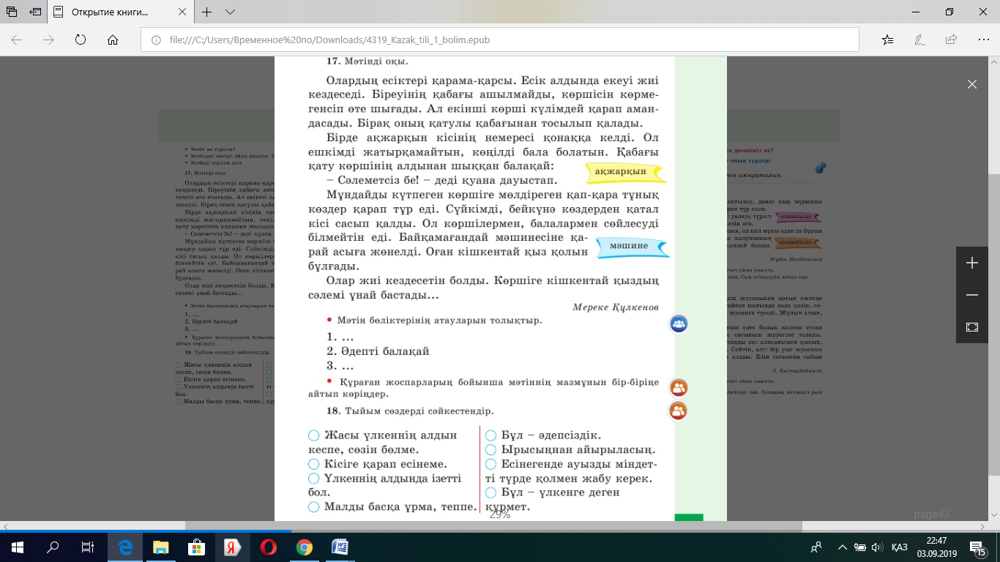 Открытие книги...
file:///C:/Users/Временное%20по/Downloads/4319_Kazak_tili_1_bolim.epub
17. Мәтінді оқы.
Олардың есіктері қарама-қарсы. Есік алдында екеуі жиі
кездеседі. Біреуінің қабағы ашылмайды, көршісін көрме-
генсіп өте шығады. Ал екінші көрші күлімдей қарап аман-
дасады. Бірақ оның қатулы қабағынан тосылып қалады.
Бірде ақжарқын кісінің немересі қонаққа келді. Ол
ешкімді жатырқамайтын, көңілді бала болатын. Қабағы
қату көршінің алдынан шыққан балақай:
– Сәлеметсіз бе! – деді қуана дауыстап.
ақжарқын
Мұндайды күтпеген көршіге мөлдіреген қап-қара тұнық
көздер қарап тұр еді. Сүйкімді, бейкүнә көздерден қатал
кісі сасып қалды. Ол көршілермен, балалармен сөйлесуді
білмейтін еді. Байқамағандай мәшинесіне қа-
рай асыға жөнелді. Оған кішкентай қыз қолын
бұлғады.
мәшине
Олар жиі кездесетін болды. Көршіге кішкентай қыздың
сәлемі ұнай бастады...
Мереке Құлкенов
• Мәтін бөліктерінің атауларын толықтыр.
1. ...
2. Әдепті балақай
3. ...
• Құраған жоспарларың бойынша мәтіннің мазмұнын бір-біріңе
айтып көріңдер.
18. Тыйым сөздерді сәйкестендір.
Жасы үлкеннің алдын
кеспе, сөзін бөлме.
Кісіге қарап есінеме.
Үлкеннің алдында ізетті
бол.
Малды басқа ұрма, теппе.
Бұл – әдепсіздік.
Ырысыңнан айырыласың.
Есінегенде ауызды міндет-
ті түрде қолмен жабу керек.
Бұл – үлкенге деген
құрмет.
29%
page43
ҚАЗ
22:47
03.09.2019
15